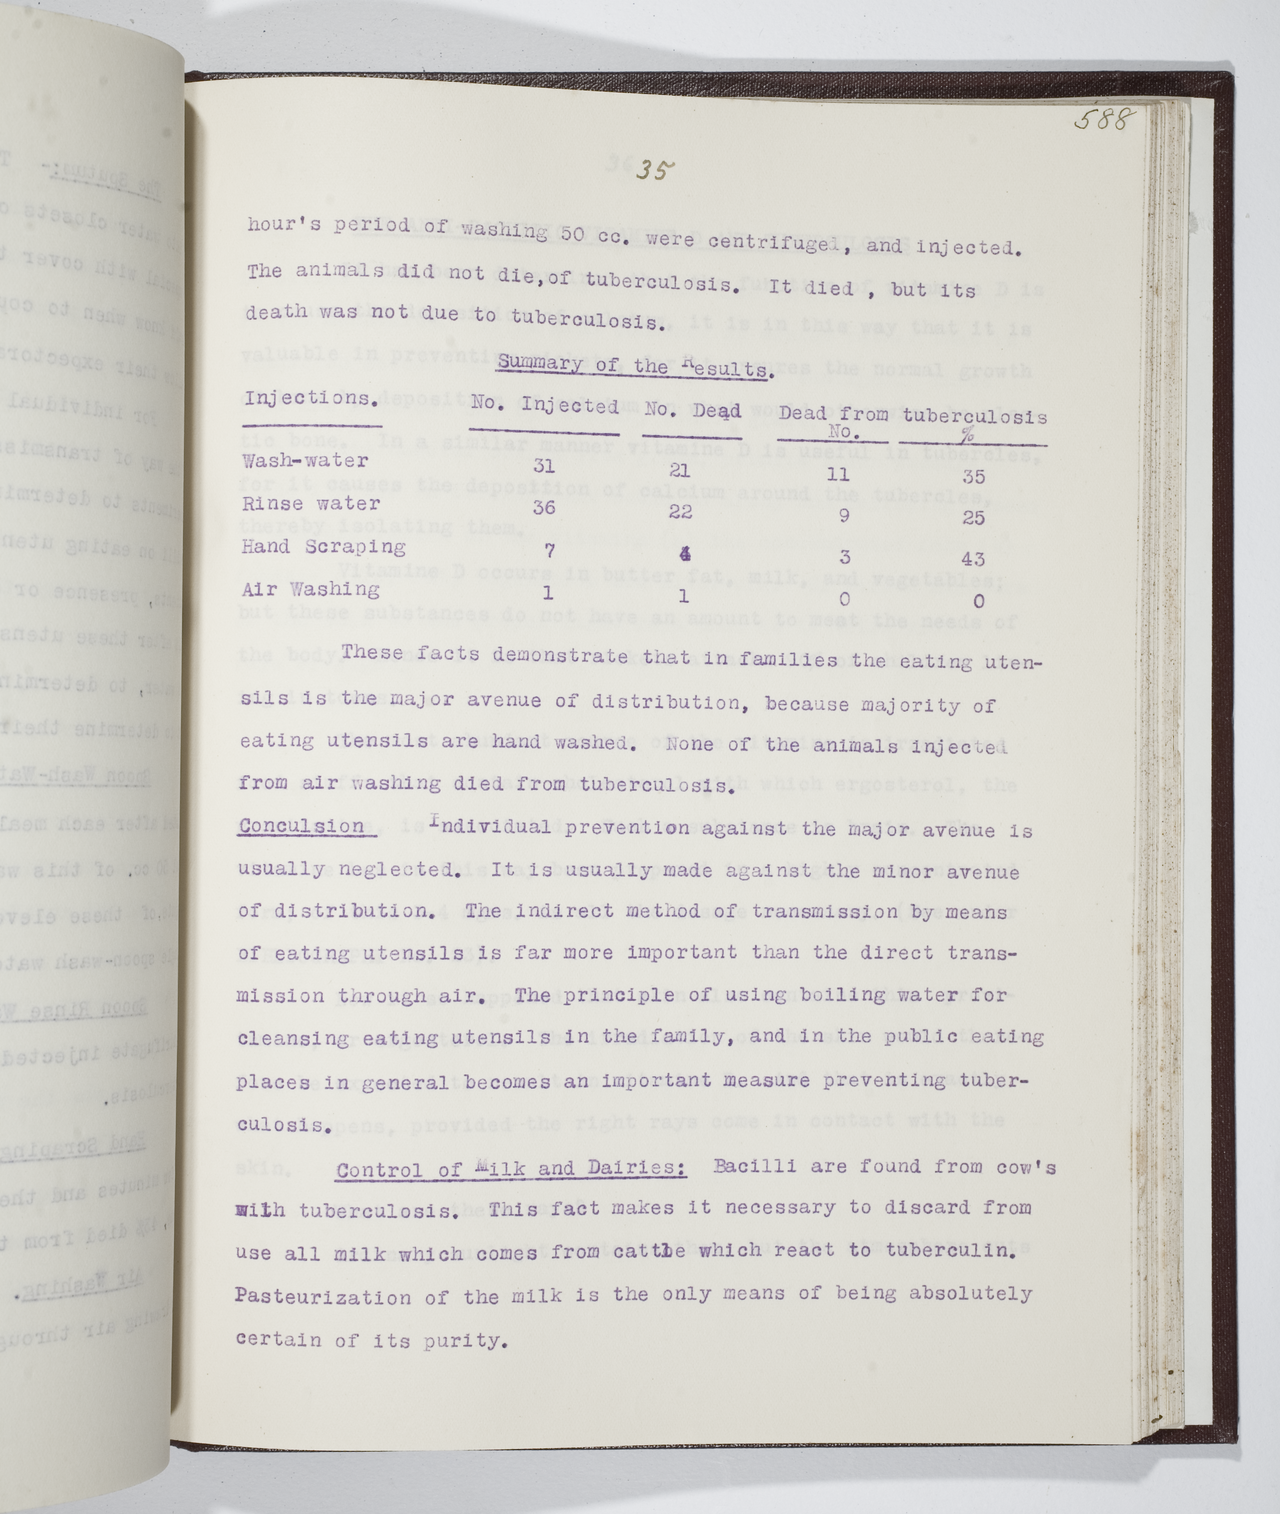 588
35
hour's period of washing 50 cc. were centrifuged, and injected.
The animals did not die,of tuberculosis. It died , but its
death was not due to tuberculosis.
Summary of the Results.
Injections. No. Injected No. Dead Dead from tuberculosis
No. %
Wash-water 31 21 11 35
Rinse water 36 22 9 25
Hand Scraping 7 4 3 43
Air Washing 1 1 0 0
These facts demonstrate that in families the eating uten-
sils is the major avenue of distribution, because majority of
eating utensils are hand washed. None of the animals injected
from air washing died from tuberculosis.
Conculsion Individual prevention against the major avenue is
usually neglected. It is usually made against the minor avenue
of distribution. The indirect method of transmission by means
of eating utensils is far more important than the direct trans-
mission through air. The principle of using boiling water for
cleansing eating utensils in the family, and in the public eating
places in general becomes an important measure preventing tuber-
culosis.
Control of Milk and Dairies: Bacilli are found from cow's
with tuberculosis. This fact makes it necessary to discard from
use all milk which comes from cattle which react to tuberculin.
Pasteurization of the milk is the only means of being absolutely
certain of its purity.